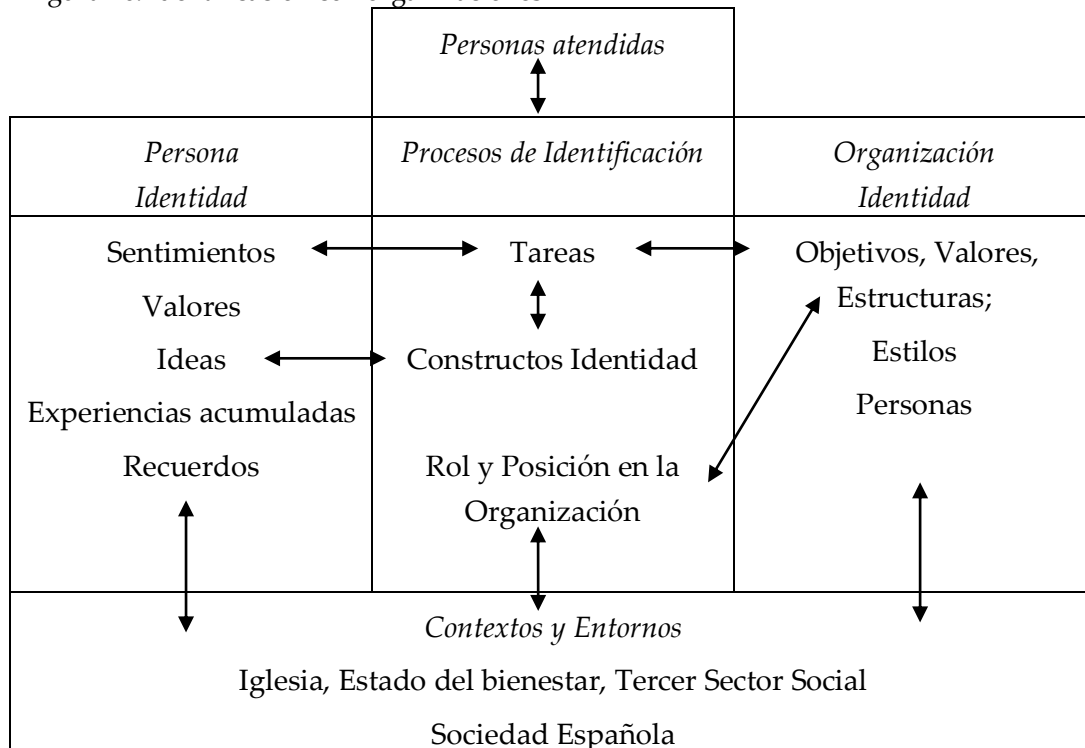 Personas atendidas
Persona
Identidad
Procesos de Identificación
Organización
Identidad
Sentimientos
Valores
Ideas
Experiencias acumuladas
Recuerdos
Tareas
Constructos Identidad
Rol y Posición en la
Organización
Objetivos, Valores,
Estructuras;
Estilos
Personas
Contextos y Entornos
Iglesia, Estado del bienestar, Tercer Sector Social
Sociedad Española